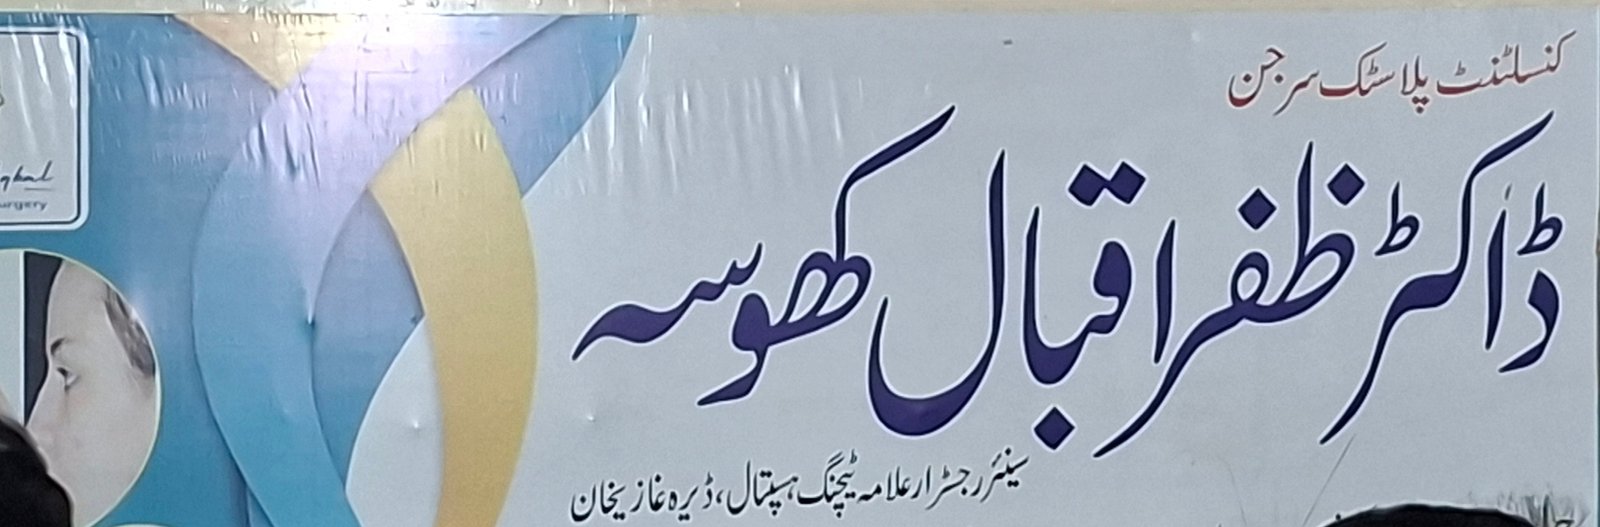 کنسلٹنٹ پلاسٹک سرجن
ڈاکٹر ظفر اقبال کھوسہ
سینئر رجسٹرار علامہ ٹیچنگ ہسپتال، ڈیرہ غازیخان